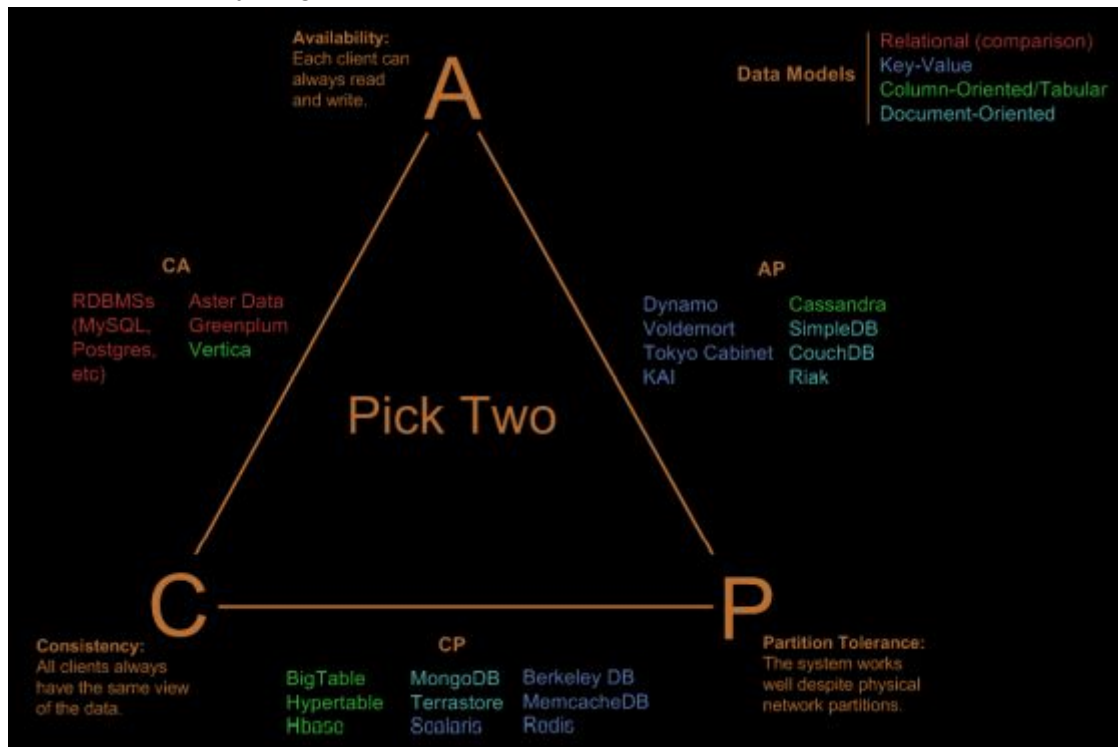 Availability:
Each client can
always read
and write.
A
Data Models
Relational (comparison)
Key-Value
Column-Oriented/Tabular
Document-Oriented
CA
RDBMSs
(MySQL,
Postgres,
etc)
Aster Data
Greenplum
Vertica
AP
Dynamo
Voldemort
Tokyo Cabinet
KAI
Cassandra
SimpleDB
CouchDB
Riak
Pick Two
C
Consistency:
All clients always
have the same view
of the data.
CP
BigTable
Hypertable
Hbase
MongoDB
Terrastore
Scalaris
Berkeley DB
MemcacheDB
Redis
P
Partition Tolerance:
The system works
well despite physical
network partitions.